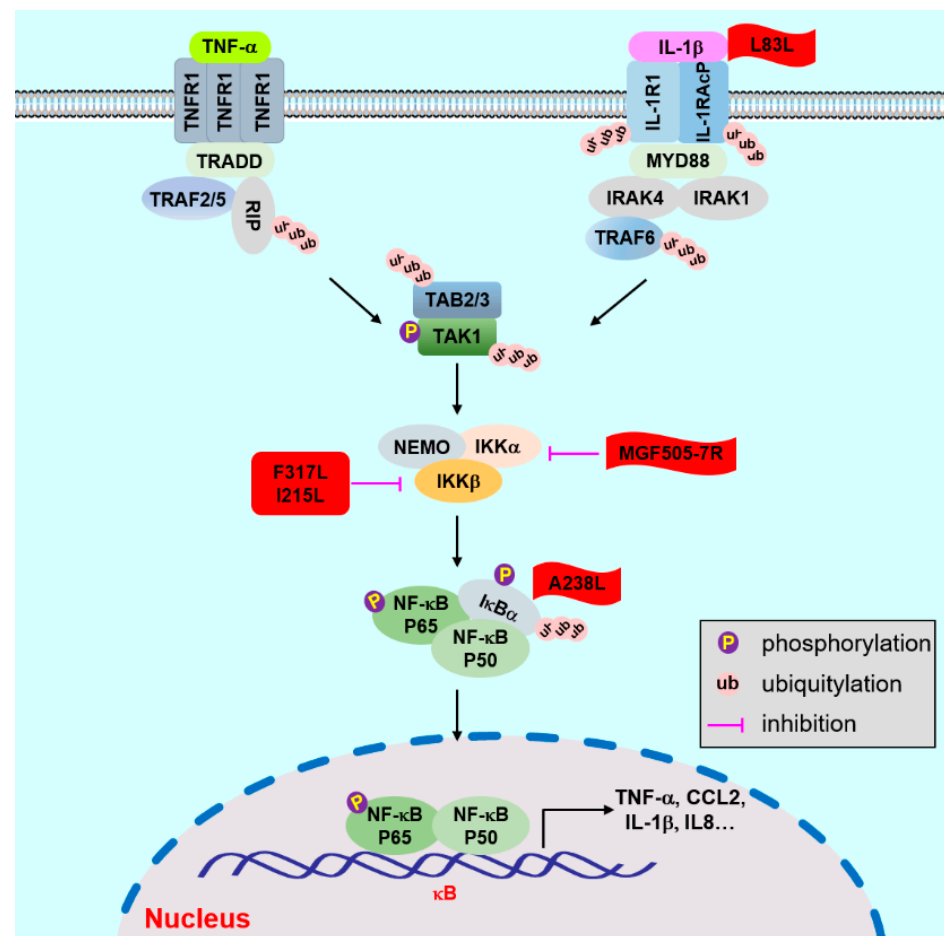 TNF-α
TNFR1
TNFR1
TNFR1
TRADD
TRAF2/5
RIP
ub
ub
ub
IL-1β
L83L
IL-1R1
IL-1RAcP
ub
ub
ub
ub
ub
ub
MYD88
IRAK4
IRAK1
TRAF6
ub
ub
ub
ub
ub
ub
TAB2/3
P
TAK1
ub
ub
ub
NEMO
IKKα
IKKβ
F317L
I215L
MGF505-7R
P
P
NF-κB
P65
IκBα
A238L
NF-κB
P50
ub
ub
ub
P phosphorylation
ub ubiquitylation
inhibition
P
NF-κB
P65
NF-κB
P50
TNF-α, CCL2,
IL-1β, IL8...
κB
Nucleus